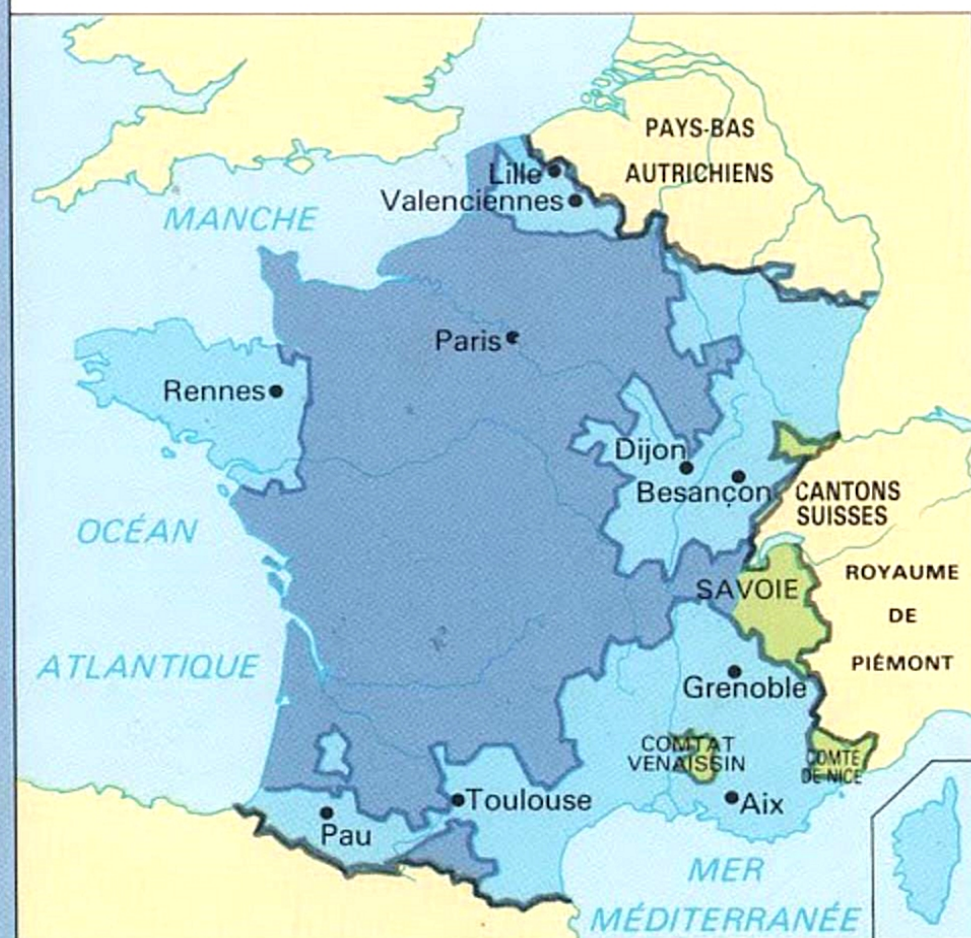 PAYS-BAS
AUTRICHIENS
Lille
Valenciennes
MANCHE
Paris
Rennes
Dijon
Besançon
CANTONS
SUISSES
OCÉAN
ATLANTIQUE
SAVOIE
ROYAUME
DE
PIÉMONT
Grenoble
COMTAT
VENAISSIN
COMTÉ
DE NICE
Toulouse
Aix
Pau
MER
MÉDITERRANÉE